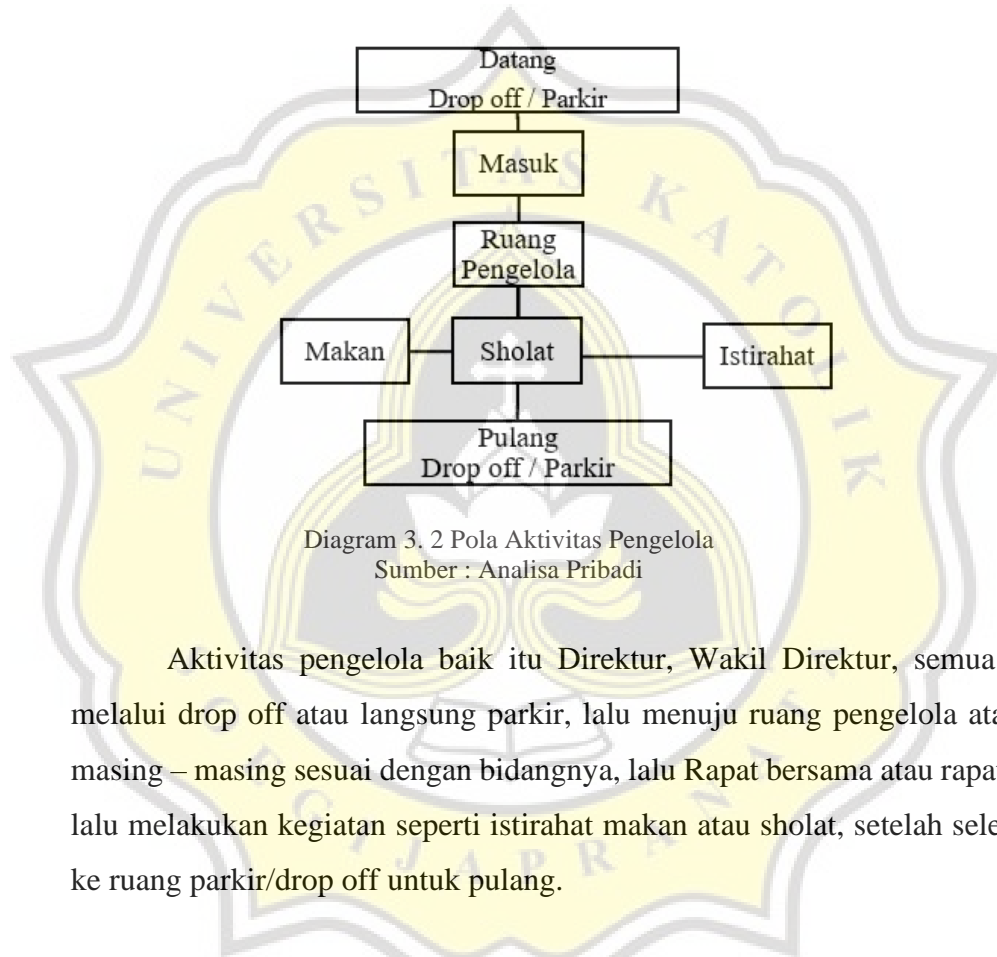 Datang
Drop off / Parkir
Masuk
Ruang
Pengelola
Makan
Sholat
Istirahat
Pulang
Drop off / Parkir
Diagram 3. 2 Pola Aktivitas Pengelola
Sumber : Analisa Pribadi
Aktivitas pengelola baik itu Direktur, Wakil Direktur, semua
melalui drop off atau langsung parkir, lalu menuju ruang pengelola ata
masing – masing sesuai dengan bidangnya, lalu Rapat bersama atau rapat
lalu melakukan kegiatan seperti istirahat makan atau sholat, setelah sele
ke ruang parkir/drop off untuk pulang.
UNIVERSITAS KATOLIK
SOEGIJAPRANATA